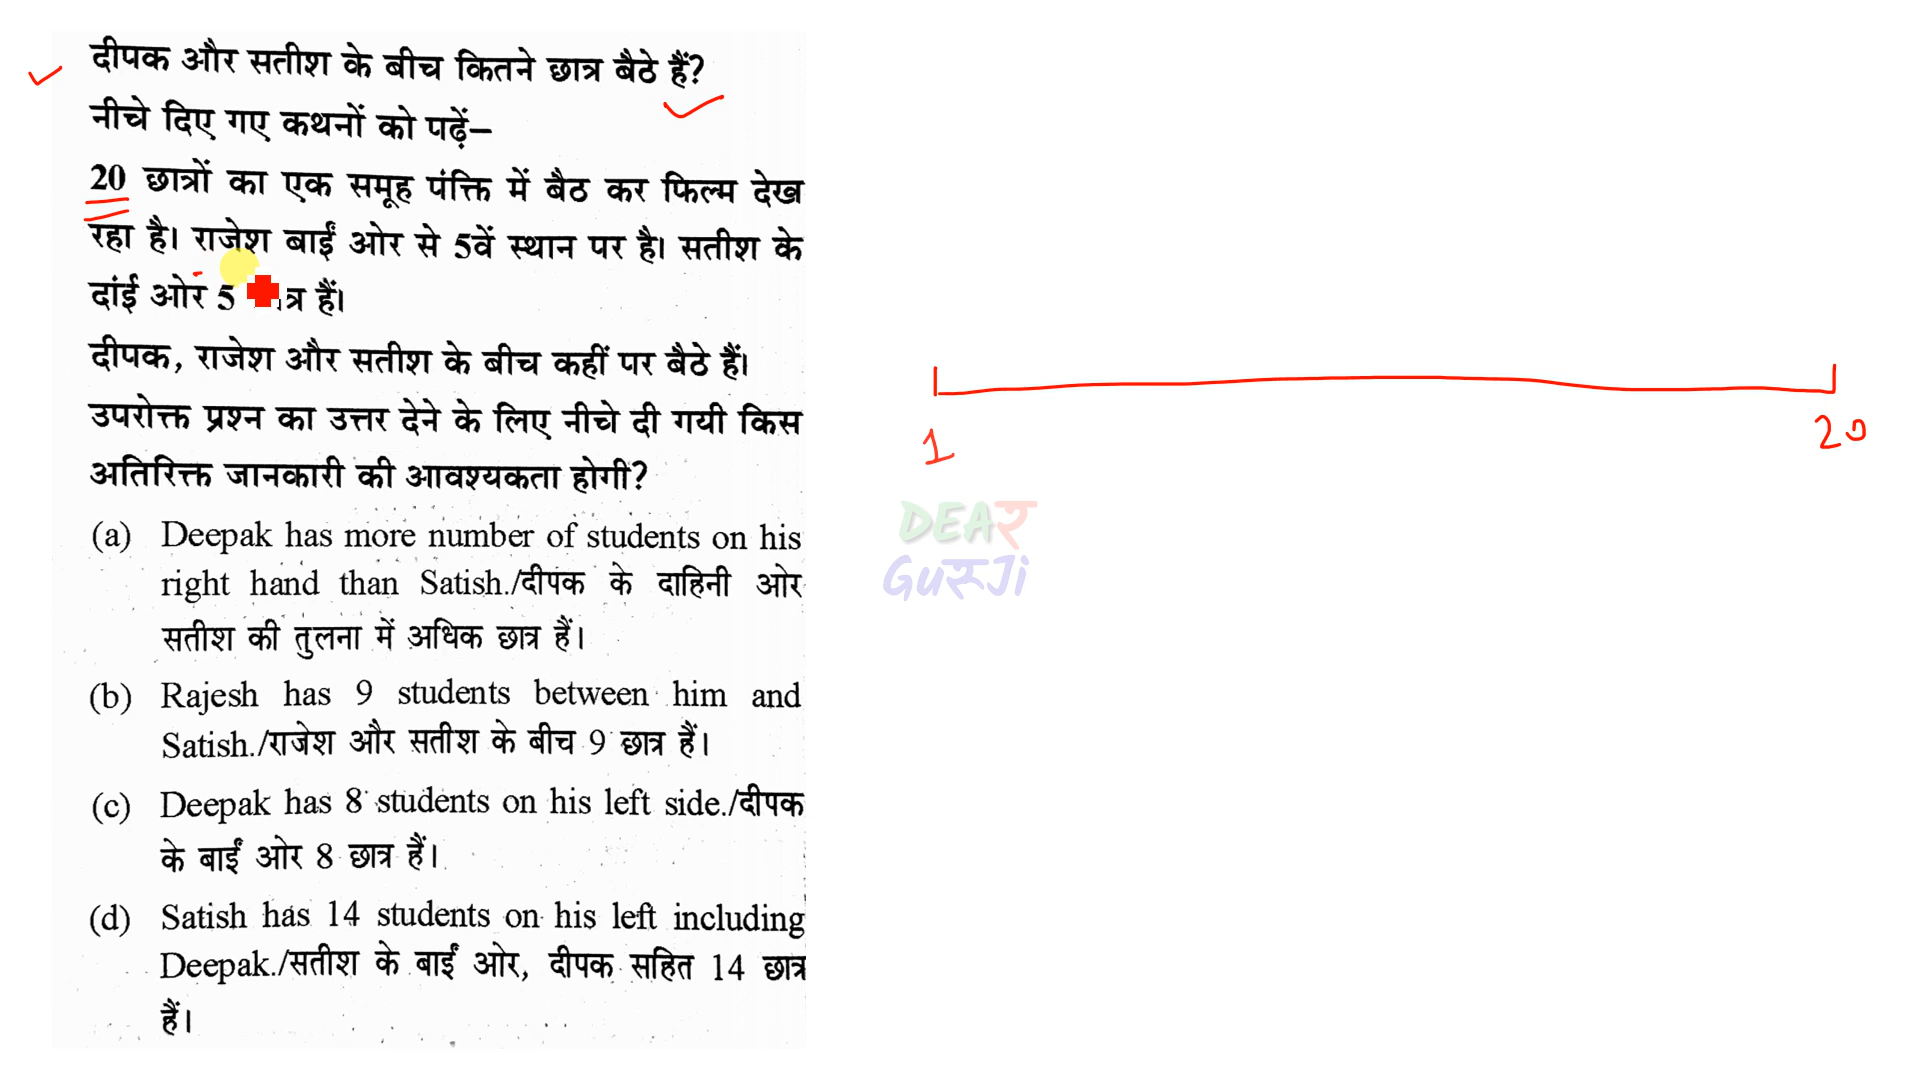 दीपक और सतीश के बीच कितने छात्र बैठे हैं?
नीचे दिए गए कथनों को पढ़ें–
20 छात्रों का एक समूह पंक्ति में बैठ कर फिल्म देख
रहा है। राजेश बाईं ओर से 5वें स्थान पर है। सतीश के
दांई ओर 5 हैं।
दीपक, राजेश और सतीश के बीच कहीं पर बैठे हैं।
उपरोक्त प्रश्न का उत्तर देने के लिए नीचे दी गयी किस
अतिरिक्त जानकारी की आवश्यकता होगी?
(a) Deepak has more number of students on his
right hand than Satish./दीपक के दाहिनी ओर
सतीश की तुलना में अधिक छात्र हैं।
(b) Rajesh has 9 students between him and
Satish./राजेश और सतीश के बीच 9 छात्र हैं।
(c) Deepak has 8 students on his left side./दीपक
के बाईं ओर 8 छात्र हैं।
(d) Satish has 14 students on his left including
Deepak./सतीश के बाईं ओर, दीपक सहित 14 छात्र
हैं।
1
20
DEAર
GuruJi